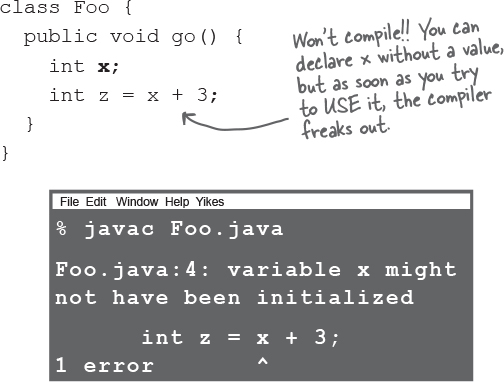 class Foo {
public void go() {
int x;
int z = x + 3;
}
}
Won't compile!! You can
declare x without a value,
but as soon as you try
to USE it, the compiler
freaks out.
File Edit Window Help Yikes
% javac Foo.java
Foo.java:4: variable x might
not have been initialized
int z = x + 3;
1 error ^